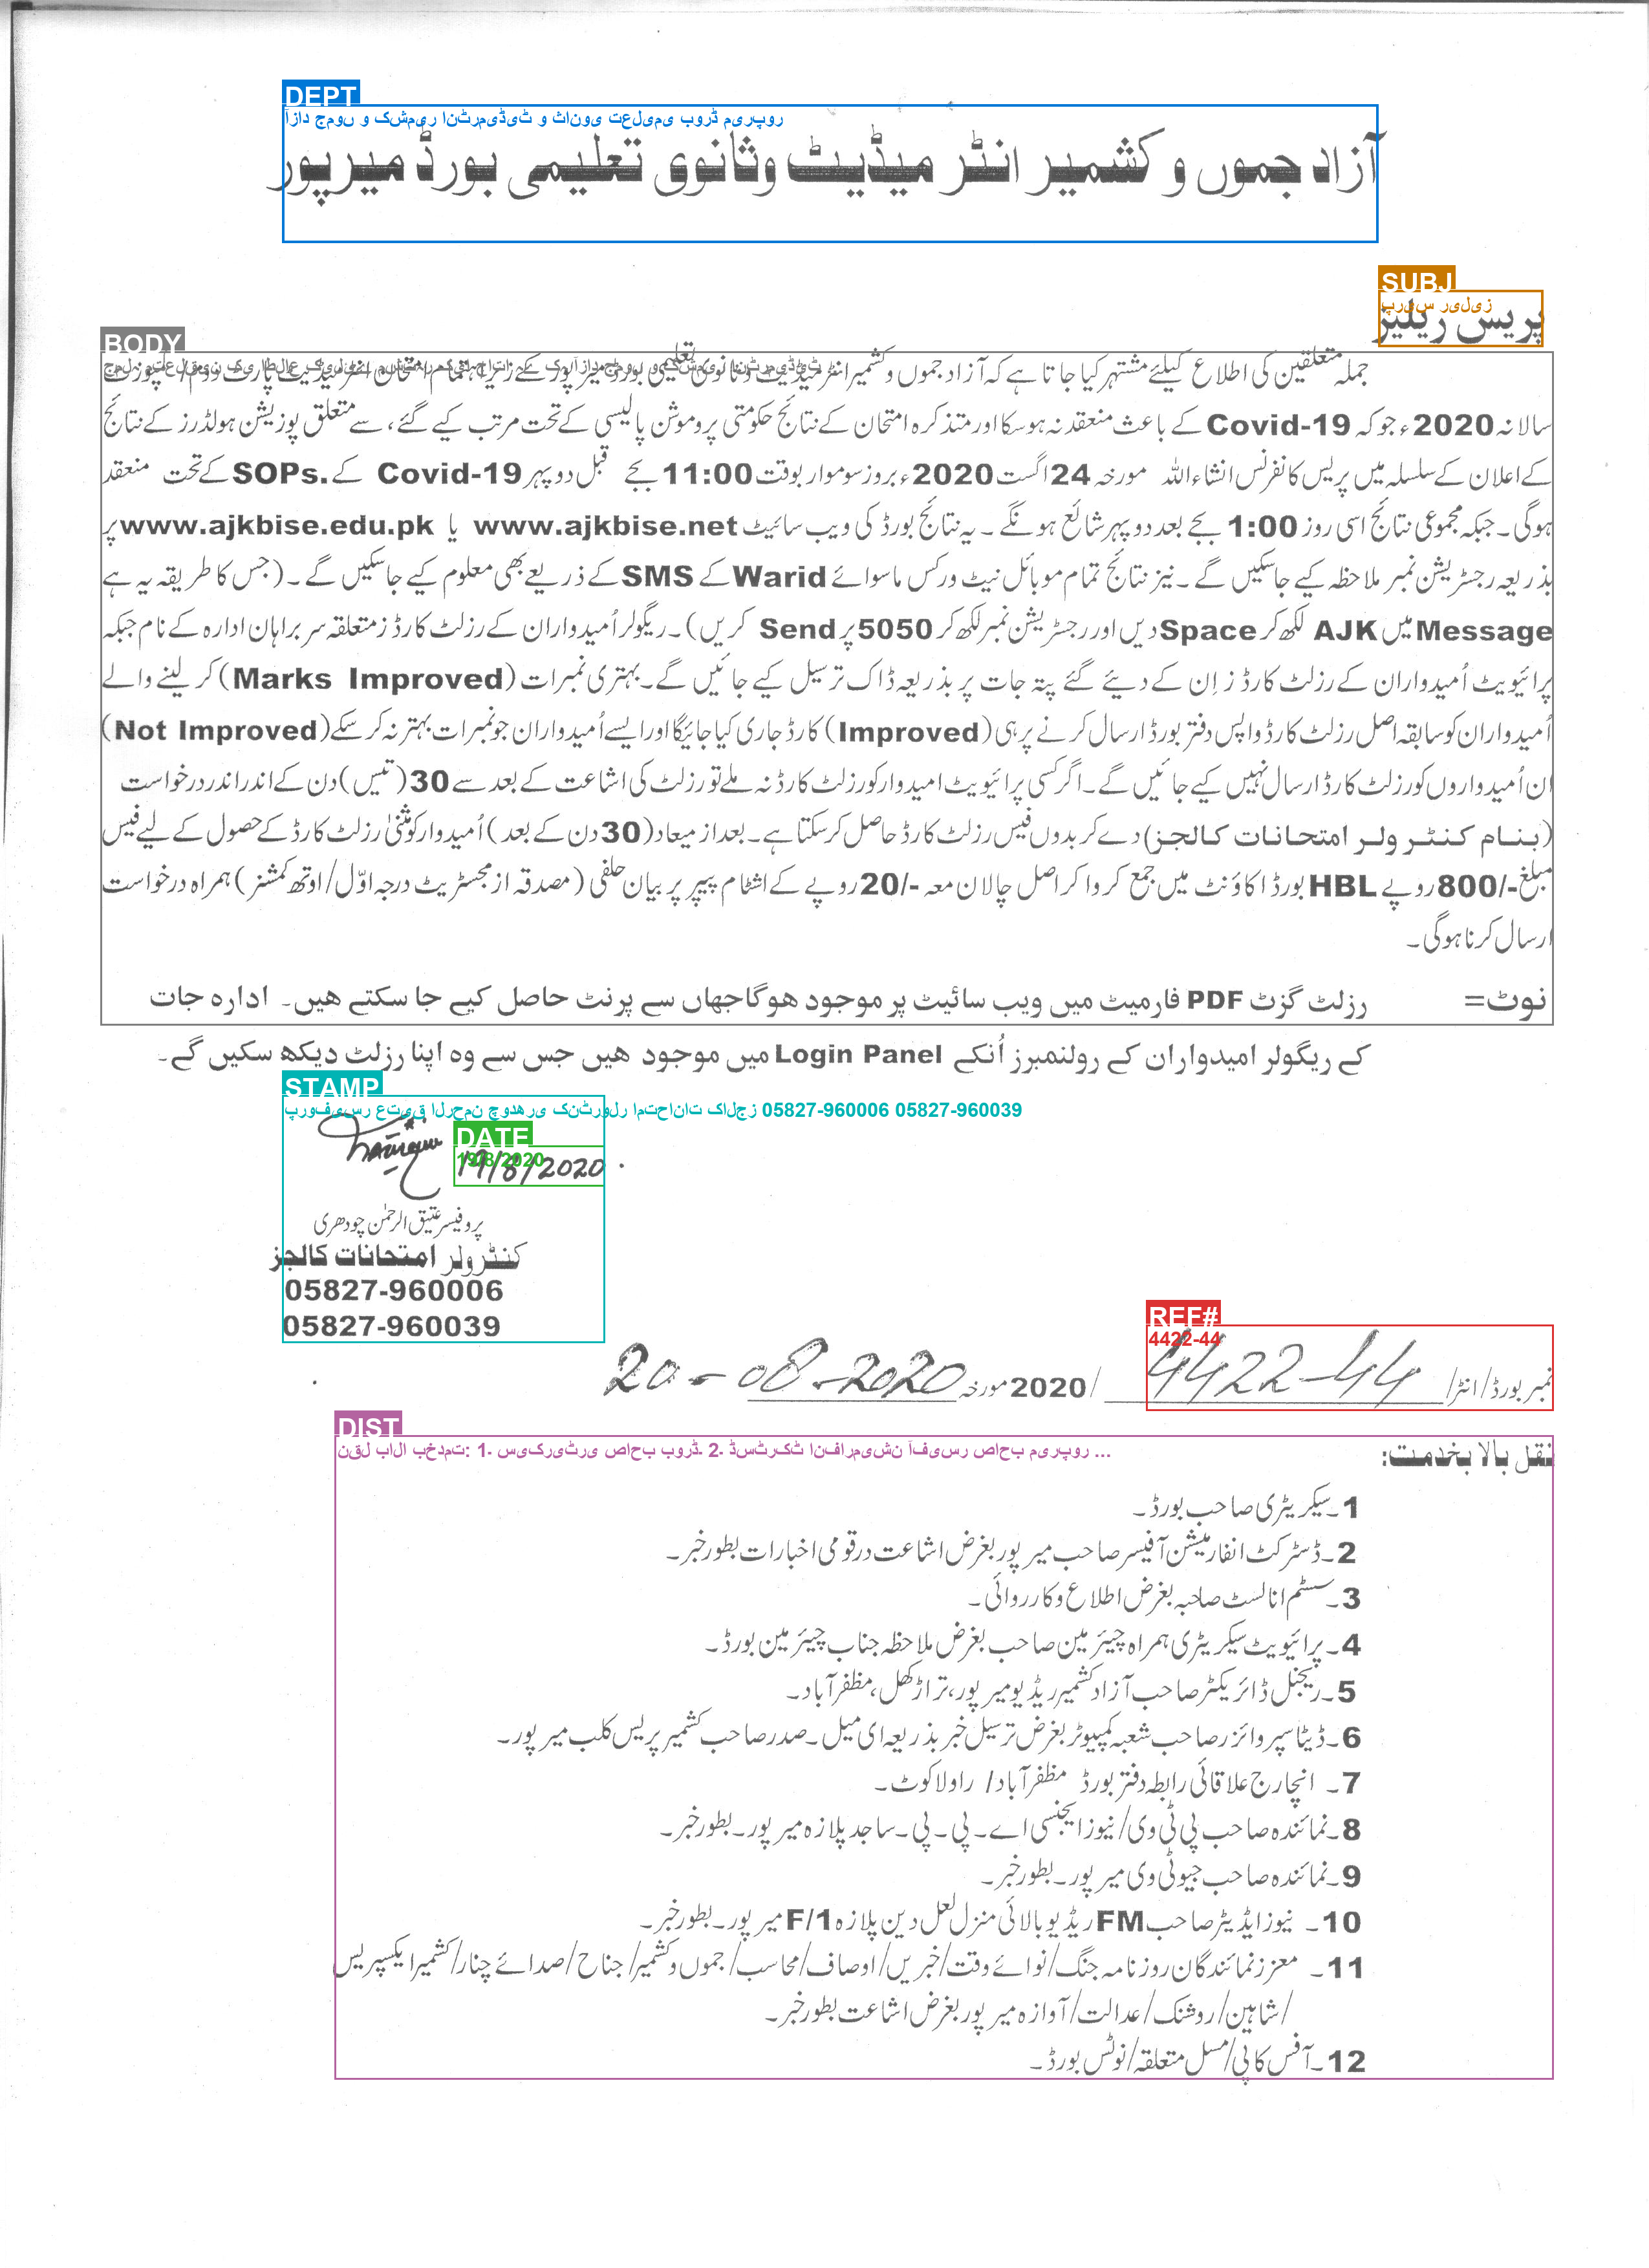 آزاد جموں و کشمیر انٹر میڈیٹ وثانوی تعلیمی بورڈ میرپور
پریس ریلیز
جملہ متعلقین کی اطلاع کیلئے مشتہر کیا جاتا ہے کہ آزاد جموں و کشمیر انٹرمیڈیٹ و ثانوی تعلیمی بورڈ میرپور کے زیراہتمام امتحان انٹرمیڈیٹ پارٹ دوم/
سالانہ 2020ء جو کہ Covid-19 کے باعث منعقد نہ ہوسکا اور متذکرہ امتحان کے نتائج حکومتی پروموشن پالیسی کے تحت مرتب کیے گئے، سے متعلق پوزیشن ہولڈرز کے نتائج
کے اعلان کے سلسلہ میں پریس کانفرنس انشاءاللہ مورخہ 24 اگست 2020ء بروز سوموار بوقت 11:00 بجے قبل دوپہر Covid-19 کے SOPs. کے تحت منعقد
ہوگی۔ جبکہ مجموعی نتائج اسی روز 1:00 بجے بعد دوپہر شائع ہونگے۔ یہ نتائج بورڈ کی ویب سائیٹ www.ajkbise.net یا www.ajkbise.edu.pk پر
بذریعہ رجسٹریشن نمبر ملاحظہ کیے جاسکیں گے۔ نیز نتائج تمام موبائل نیٹ ورکس ماسوائے Warid کے SMS کے ذریعے بھی معلوم کیے جاسکیں گے۔ (جس کا طریقہ یہ ہے
Message میں AJK لکھ کر Space دیں اور رجسٹریشن نمبر لکھ کر 5050 پر Send کریں)۔ ریگولر اُمیدواران کے رزلٹ کارڈز متعلقہ سربراہان ادارہ کے نام جبکہ
پرائیویٹ اُمیدواران کے رزلٹ کارڈز اِن کے دیئے گئے پتہ جات پر بذریعہ ڈاک ترسیل کیے جائیں گے۔ بہتری نمبرات (Marks Improved) کر لینے والے
اُمیدواران کو سابقہ اصل رزلٹ کارڈ واپس دفتر بورڈ ارسال کرنے پر ہی (Improved) کارڈ جاری کیا جائیگا اور ایسے اُمیدواران جو نمبرات بہتر نہ کرسکے (Not Improved)
ان اُمیدواروں کو رزلٹ کارڈ ارسال نہیں کیے جائیں گے۔ اگر کسی پرائیویٹ امیدوار کو رزلٹ کارڈ نہ ملے تو رزلٹ کی اشاعت کے بعد سے 30 (تیس) دن کے اندر اندر درخواست
(بنام کنٹرولر امتحانات کالجز) دے کر بدوں فیس رزلٹ کارڈ حاصل کرسکتا ہے۔ بعد از میعاد (30 دن کے بعد) اُمیدوار کو مثنیٰ رزلٹ کارڈ کے حصول کے لیے فیس
مبلغ -/800 روپے HBL بورڈ اکاؤنٹ میں جمع کروا کر اصل چالان معہ -/20 روپے کے اشٹام پیپر پر بیان حلفی (مصدقہ از مجسٹریٹ درجہ اوّل/اوتھ کمشنر) ہمراہ درخواست
ارسال کرنا ہوگی۔
نوٹ= رزلٹ گزٹ PDF فارمیٹ میں ویب سائیٹ پر موجود ھوگا جھاں سے پرنٹ حاصل کیے جا سکتے ھیں۔ ادارہ جات
کے ریگولر امیدواران کے رولنمبرز اُنکے Login Panel میں موجود ھیں جس سے وہ اپنا رزلٹ دیکھ سکیں گے۔
19/8/2020
پروفیسر عتیق الرحمٰن چودھری
کنٹرولر امتحانات کالجز
05827-960006
05827-960039
نمبر بورڈ/انٹر/ 4422-44 /2020 مورخہ 20-08-2020
نقل بالا بخدمت:
1۔ سیکریٹری صاحب بورڈ۔
2۔ ڈسٹرکٹ انفارمیشن آفیسر صاحب میرپور بغرض اشاعت درقومی اخبارات بطور خبر۔
3۔ سسٹم انالسٹ صاحبہ بغرض اطلاع و کارروائی۔
4۔ پرائیویٹ سیکریٹری ہمراہ چیئرمین صاحب بغرض ملاحظہ جناب چیئرمین بورڈ۔
5۔ ریجنل ڈائریکٹر صاحب آزاد کشمیر ریڈیو میرپور، تراڑکھل، مظفرآباد۔
6۔ ڈیٹا سپروائزر صاحب شعبہ کمپیوٹر بغرض ترسیل خبر بذریعہ ای میل۔ صدر صاحب کشمیر پریس کلب میرپور۔
7۔ انچارج علاقائی رابطہ دفتر بورڈ مظفرآباد/ راولاکوٹ۔
8۔ نمائندہ صاحب پی ٹی وی/نیوز ایجنسی اے۔پی۔پی۔ ساجد پلازہ میرپور۔ بطور خبر۔
9۔ نمائندہ صاحب جیو ٹی وی میرپور۔ بطور خبر۔
10۔ نیوز ایڈیٹر صاحب FM ریڈیو بالائی منزل لعل دین پلازہ F/1 میرپور۔ بطور خبر۔
11۔ معزز نمائندگان روزنامہ جنگ/نوائے وقت/خبریں/اوصاف/محاسب/جموں و کشمیر/جناح/صدائے چنار/کشمیر ایکسپریس
/شاہین/روشنک/عدالت/آوازہ میرپور بغرض اشاعت بطور خبر۔
12۔ آفس کاپی/مسل متعلقہ/نوٹس بورڈ۔